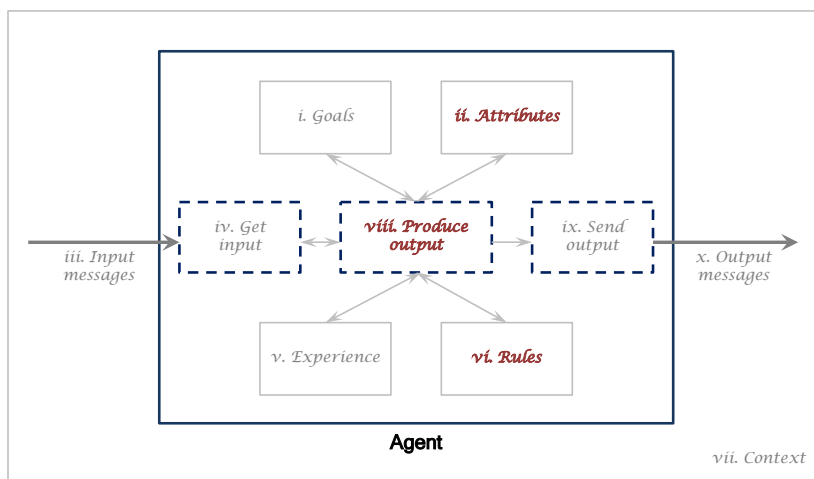 i. Goals
ii. Attributes
iv. Get
input
viii. Produce
output
ix. Send
output
iii. Input
messages
x. Output
messages
v. Experience
vi. Rules
Agent
vii. Context